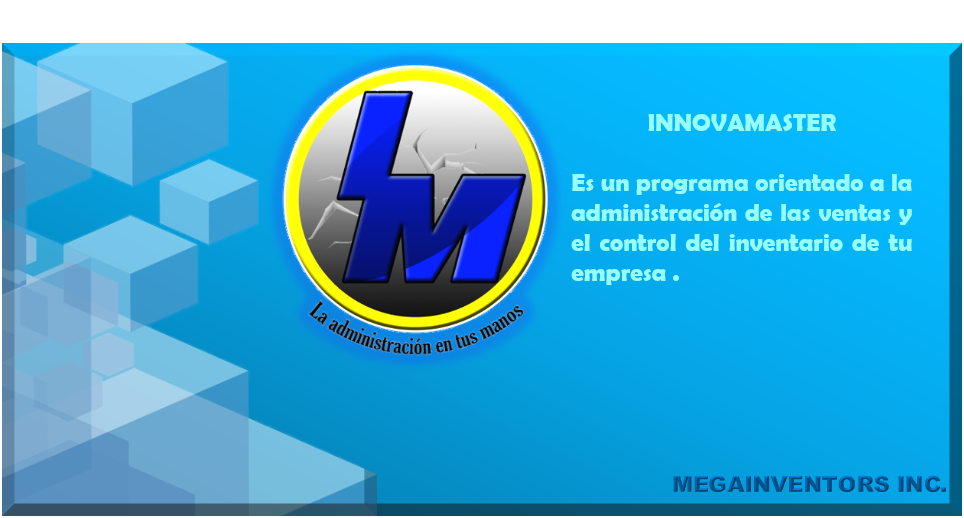 IM
La administración en tus manos
INNOVAMASTER
Es un programa orientado a la
administración de las ventas y
el control del inventario de tu
empresa .
MEGAINVENTORS INC.